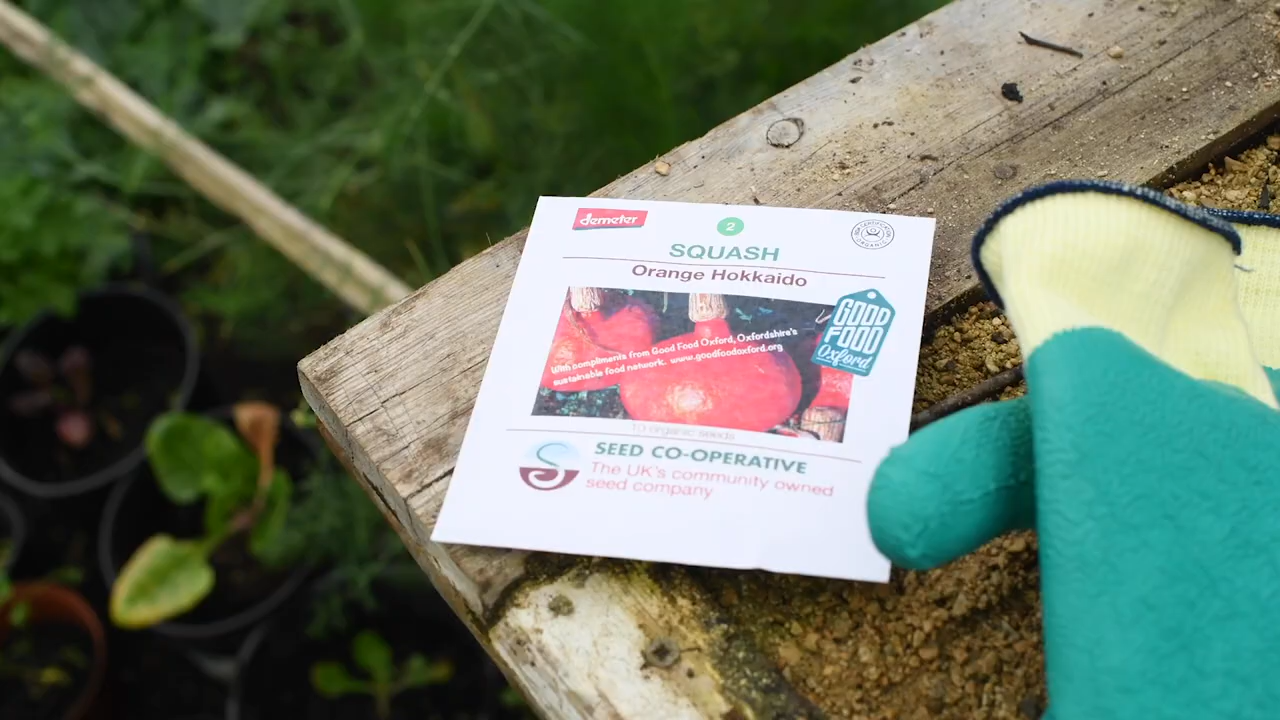 demeter
2
SQUASH
Orange Hokkaido
GOOD
FOOD
Oxford
With compliments from Good Food Oxford, Oxfordshire's
sustainable food network. www.goodfoodoxford.org
10 organic seeds
SEED CO-OPERATIVE
The UK's community owned
seed company